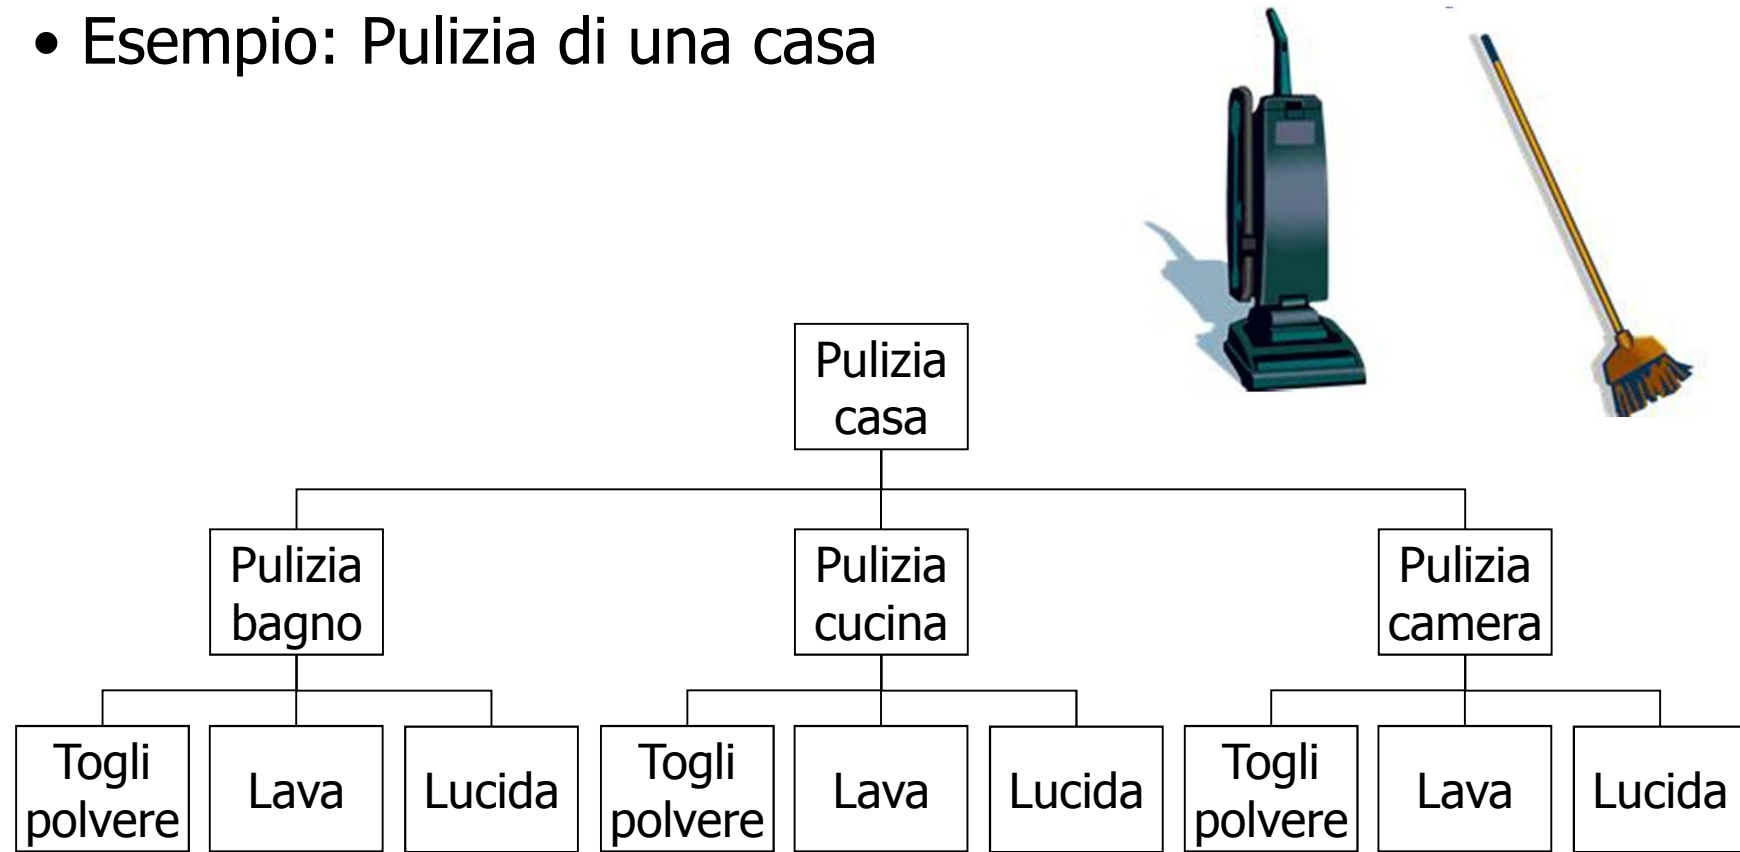 • Esempio: Pulizia di una casa
Pulizia
casa
Pulizia
bagno
Pulizia
cucina
Pulizia
camera
Togli
polvere
Lava
Lucida
Togli
polvere
Lava
Lucida
Togli
polvere
Lava
Lucida